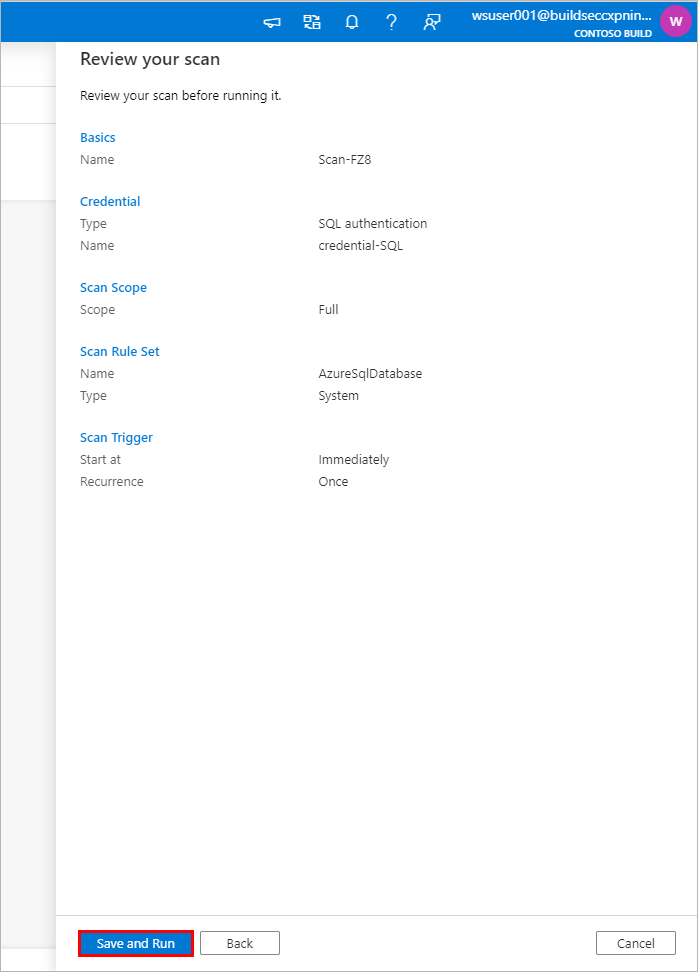 wsuser001@buildseccxpnin...
CONTOSO BUILD
W
Review your scan
Review your scan before running it.
Basics
Name Scan-FZ8
Credential
Type SQL authentication
Name credential-SQL
Scan Scope
Scope Full
Scan Rule Set
Name AzureSqlDatabase
Type System
Scan Trigger
Start at Immediately
Recurrence Once
Save and Run Back Cancel